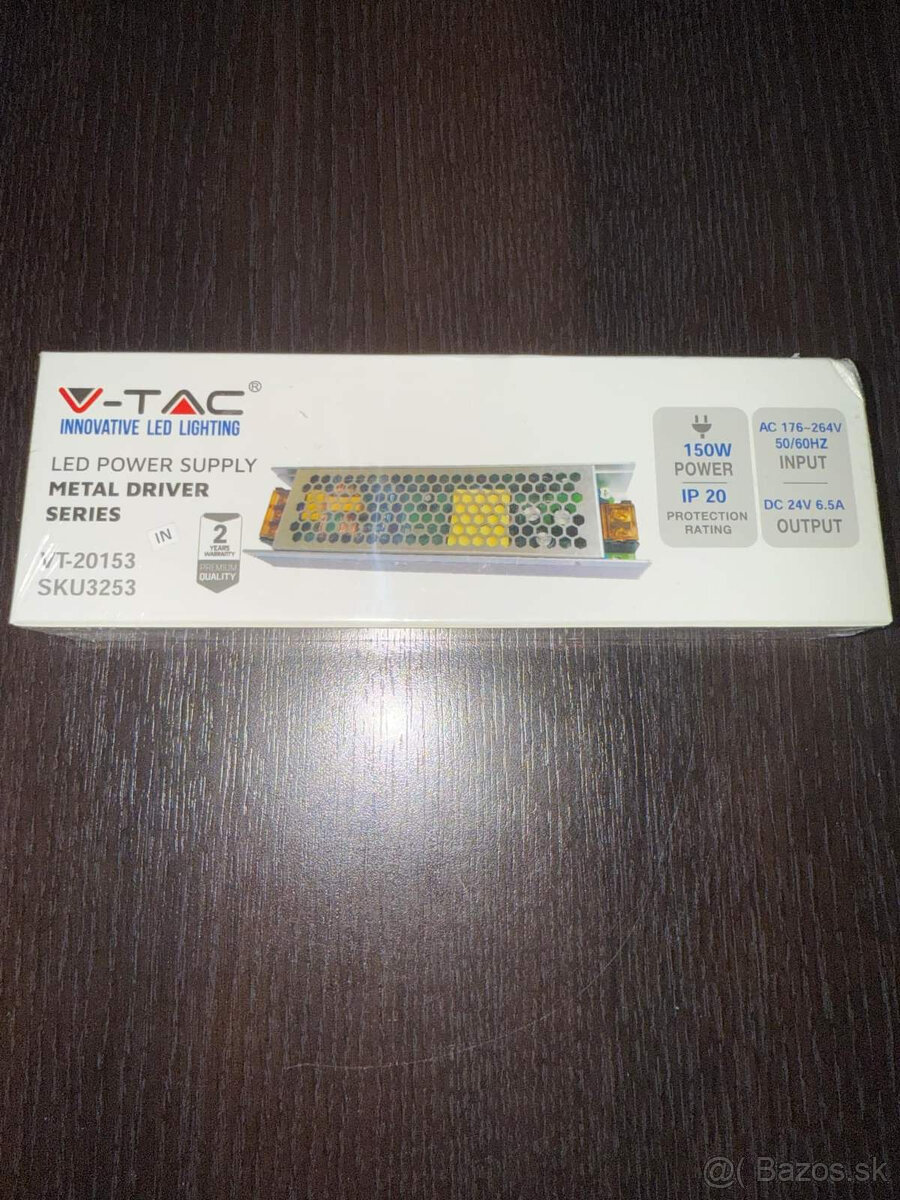 V-TAC®
INNOVATIVE LED LIGHTING
LED POWER SUPPLY
METAL DRIVER
SERIES
IN
VT-20153
SKU3253
2
YEARS
WARRANTY
PREMIUM
QUALITY
150W
POWER
IP 20
PROTECTION
RATING
AC 176~264V
50/60HZ
INPUT
DC 24V 6.5A
OUTPUT
@( Bazos.sk